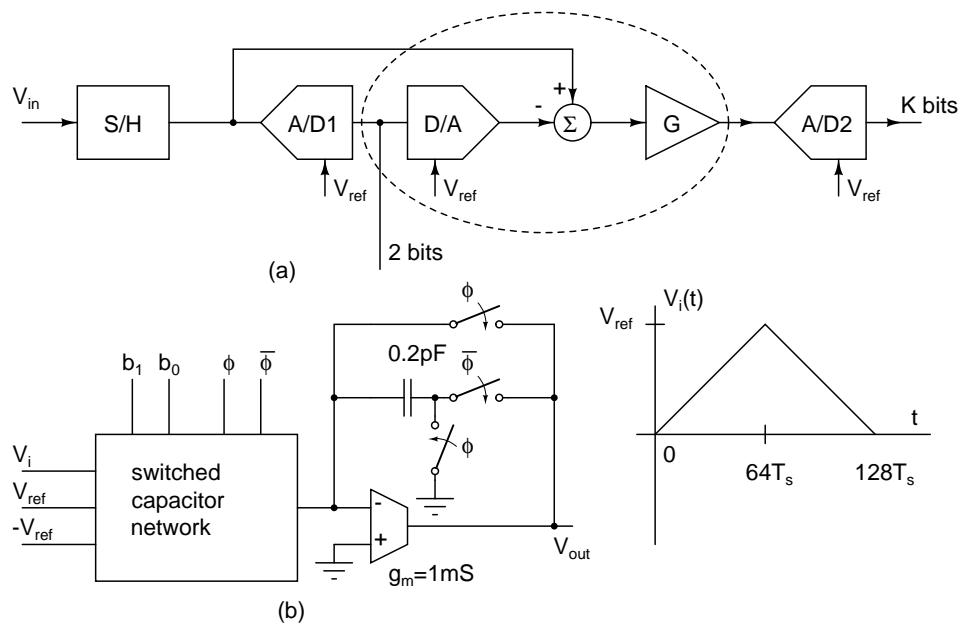 V_in
S/H
A/D1
D/A
+
-
Σ
G
A/D2
K bits
V_ref
V_ref
V_ref
2 bits
(a)
b_1
b_0
ϕ
ϕ̅
V_i
V_ref
-V_ref
switched
capacitor
network
ϕ
0.2pF
ϕ̅
ϕ
-
+
g_m=1mS
V_out
(b)
V_i(t)
V_ref
t
0
64T_s
128T_s